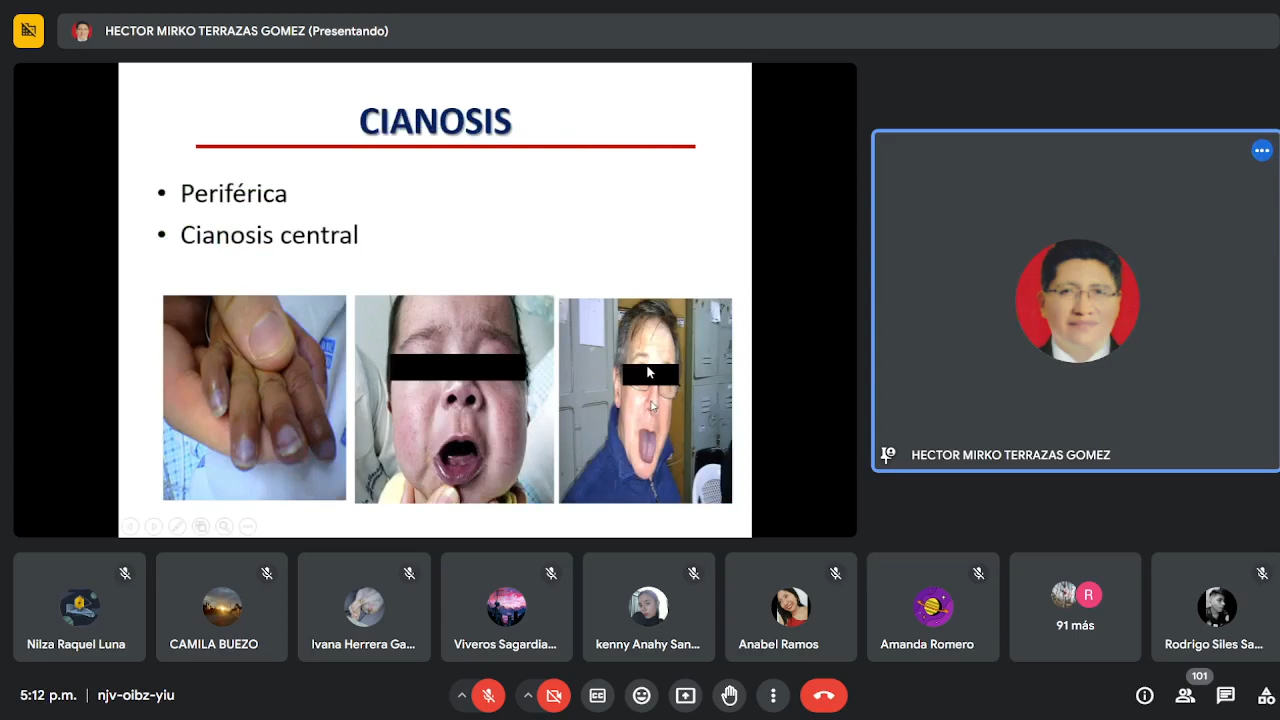 HECTOR MIRKO TERRAZAS GOMEZ (Presentando)
CIANOSIS
• Periférica
• Cianosis central
HECTOR MIRKO TERRAZAS GOMEZ
Nilza Raquel Luna
CAMILA BUEZO
Ivana Herrera Ga...
Viveros Sagardia...
kenny Anahy San...
Anabel Ramos
Amanda Romero
R
91 más
Rodrigo Siles Sa...
5:12 p.m. | njv-oibz-yiu
101